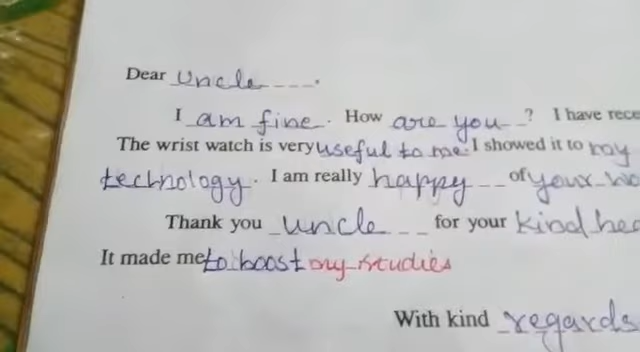 Dear uncle.
I am fine. How are you? I have rece
The wrist watch is very useful to me. I showed it to my
technology. I am really happy of your wo
Thank you uncle for your kind hea
It made me to boost my studies
With kind regards